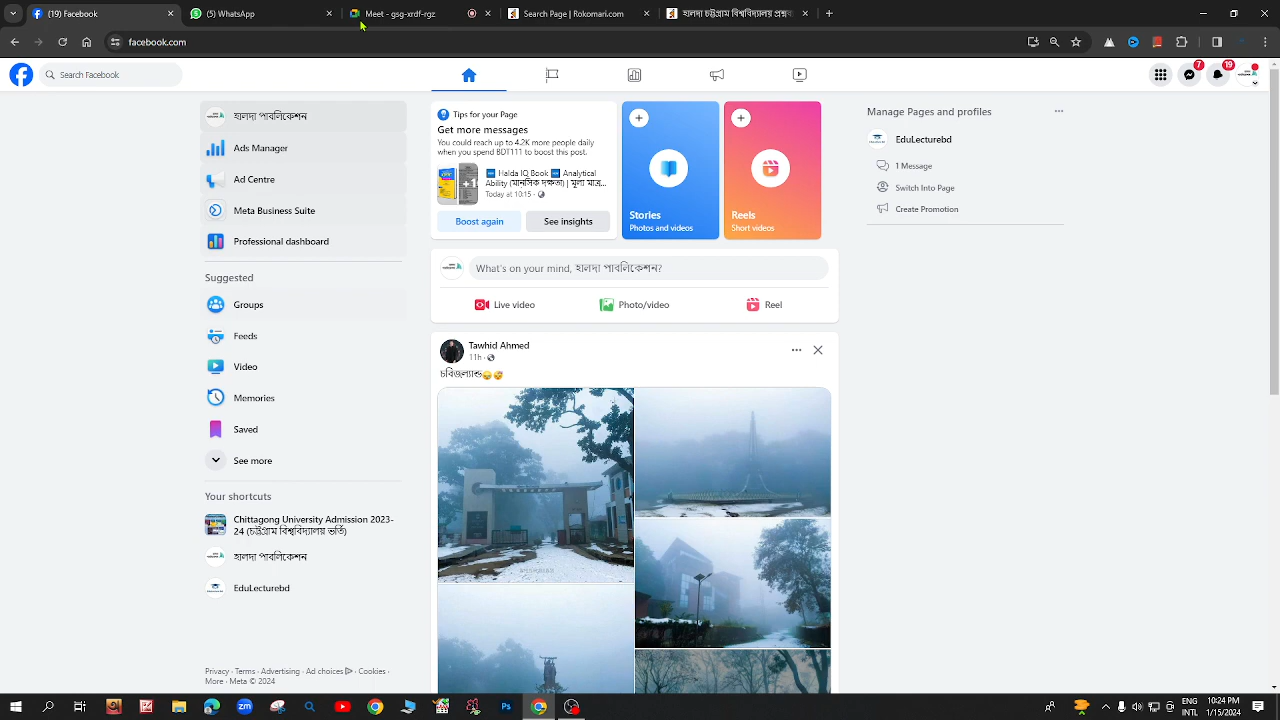 (19) Facebook
(5) WhatsApp
Meet - gsg-xrdf-rgz
Search Page | Rokomari.com
হালদা পাবলিকেশন এর
facebook.com
Search Facebook
7
19
হালদা পাবলিকেশন
Ads Manager
Ad Centre
Meta Business Suite
Professional dashboard
Suggested
Groups
Feeds
Video
Memories
Saved
See more
Your shortcuts
Chittagong University Admission 2023-
24 (চট্টগ্রাম বিশ্ববিদ্যালয় ভর্তি)
হালদা পাবলিকেশন
EduLecturebd
Privacy · Terms · Advertising · Ad choices · Cookies ·
More · Meta © 2024
Tips for your Page
Get more messages
You could reach up to 4.2K more people daily
when you spend BDT111 to boost this post.
+1
Halda IQ Book Analytical
Ability (মানসিক দক্ষতা) | মূল্য মাত্র...
Today at 10:15 ·
Boost again
See insights
Stories
Photos and videos
Reels
Short videos
What's on your mind, হালদা পাবলিকেশন?
Live video
Photo/video
Reel
Tawhid Ahmed
11h ·
চবিওল্যান্ড😪😴
Manage Pages and profiles
EduLecturebd
1 Message
Switch Into Page
Create Promotion
ENG
INTL
10:24 PM
1/15/2024